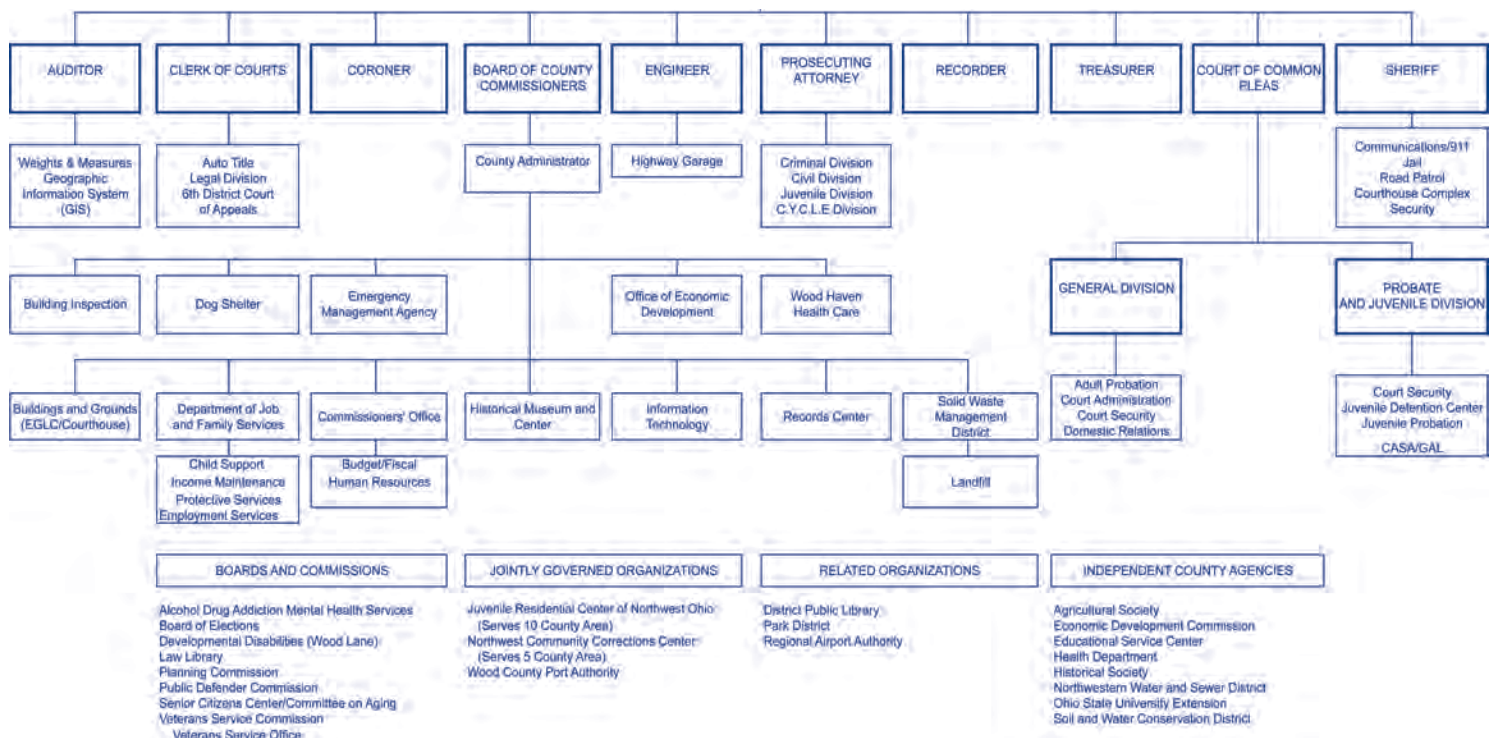 AUDITOR
CLERK OF COURTS
CORONER
BOARD OF COUNTY
COMMISSIONERS
ENGINEER
PROSECUTING
ATTORNEY
RECORDER
TREASURER
COURT OF COMMON
PLEAS
SHERIFF
Weights & Measures
Geographic
Information System
(GIS)
Auto Title
Legal Division
6th District Court
of Appeals
County Administrator
Highway Garage
Criminal Division
Civil Division
Juvenile Division
C.Y.C.L.E Division
Communications/911
Jail
Road Patrol
Courthouse Complex
Security
Building Inspection
Dog Shelter
Emergency
Management Agency
Office of Economic
Development
Wood Haven
Health Care
GENERAL DIVISION
PROBATE
AND JUVENILE DIVISION
Buildings and Grounds
(EGLC/Courthouse)
Department of Job
and Family Services
Commissioners' Office
Historical Museum and
Center
Information
Technology
Records Center
Solid Waste
Management
District
Adult Probation
Court Administration
Court Security
Domestic Relations
Court Security
Juvenile Detention Center
Juvenile Probation
CASA/GAL
Child Support
Income Maintenance
Protective Services
Employment Services
Budget/Fiscal
Human Resources
Landfill
BOARDS AND COMMISSIONS
Alcohol Drug Addiction Mental Health Services
Board of Elections
Developmental Disabilities (Wood Lane)
Law Library
Planning Commission
Public Defender Commission
Senior Citizens Center/Committee on Aging
Veterans Service Commission
Veterans Service Office
JOINTLY GOVERNED ORGANIZATIONS
Juvenile Residential Center of Northwest Ohio
(Serves 10 County Area)
Northwest Community Corrections Center
(Serves 5 County Area)
Wood County Port Authority
RELATED ORGANIZATIONS
District Public Library
Park District
Regional Airport Authority
INDEPENDENT COUNTY AGENCIES
Agricultural Society
Economic Development Commission
Educational Service Center
Health Department
Historical Society
Northwestern Water and Sewer District
Ohio State University Extension
Soil and Water Conservation District